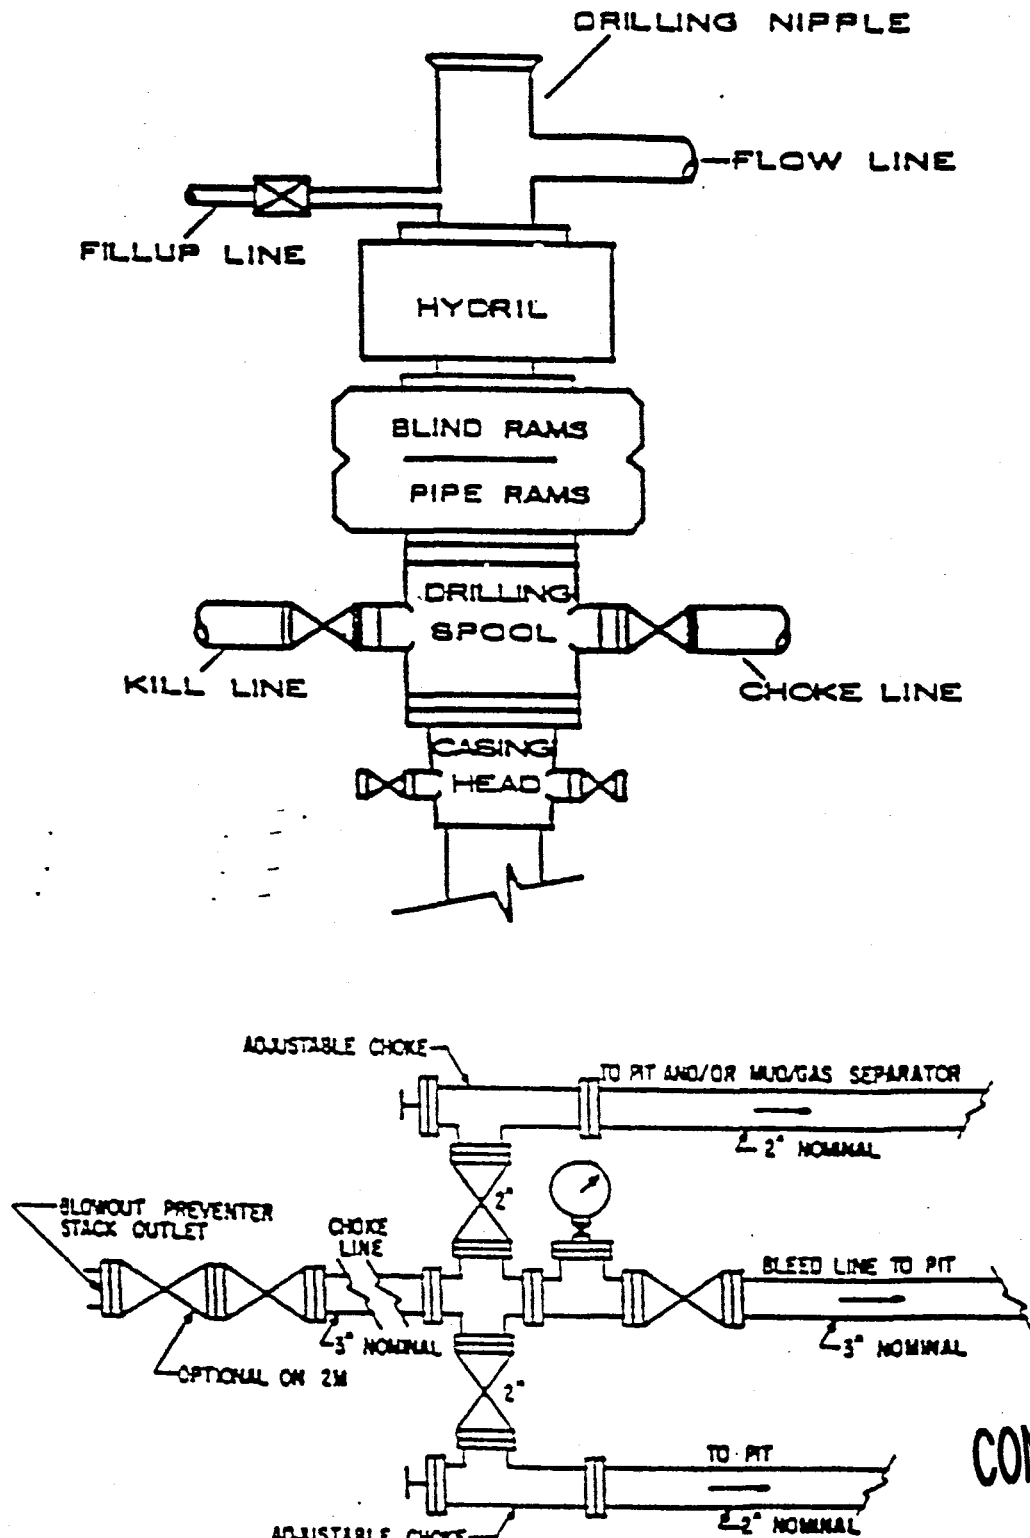 DRILLING NIPPLE
FLOW LINE
FILLUP LINE
HYDRIL
BLIND RAMS
PIPE RAMS
DRILLING
SPOOL
KILL LINE
CHOKE LINE
CASING
HEAD
ADJUSTABLE CHOKE
TO PIT AND/OR MUD/GAS SEPARATOR
2" NOMINAL
BLOWOUT PREVENTER
STACK OUTLET
2"
CHOKE
LINE
BLEED LINE TO PIT
3" NOMINAL
3" NOMINAL
OPTIONAL ON 2M
2"
TO PIT
2" NOMINAL
ADJUSTABLE CHOKE